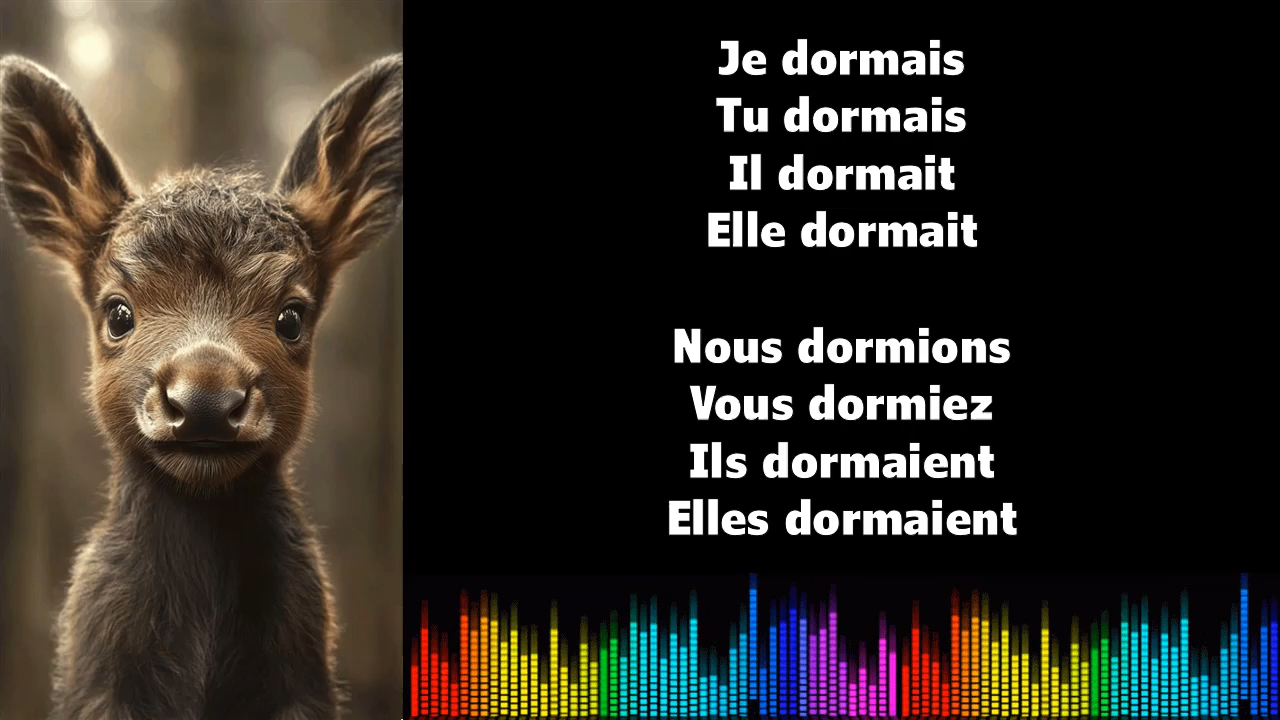 Je dormais
Tu dormais
Il dormait
Elle dormait
Nous dormions
Vous dormiez
Ils dormaient
Elles dormaient